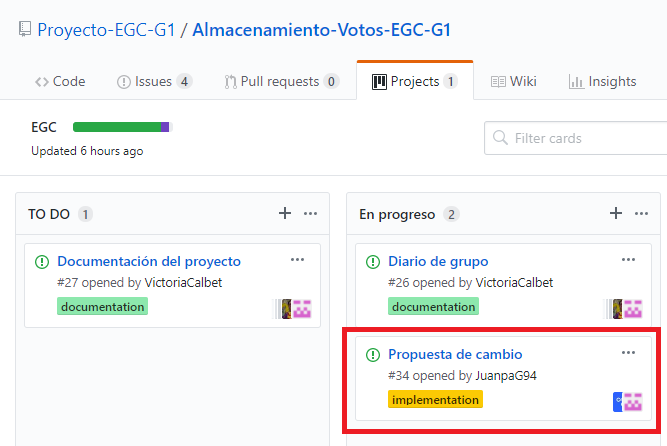 Proyecto-EGC-G1 / Almacenamiento-Votos-EGC-G1
Code Issues 4 Pull requests 0 Projects 1 Wiki Insights
EGC
Updated 6 hours ago
Filter cards
TO DO 1
Documentación del proyecto
#27 opened by VictoriaCalbet
documentation
En progreso 2
Diario de grupo
#26 opened by VictoriaCalbet
documentation
Propuesta de cambio
#34 opened by JuanpaG94
implementation